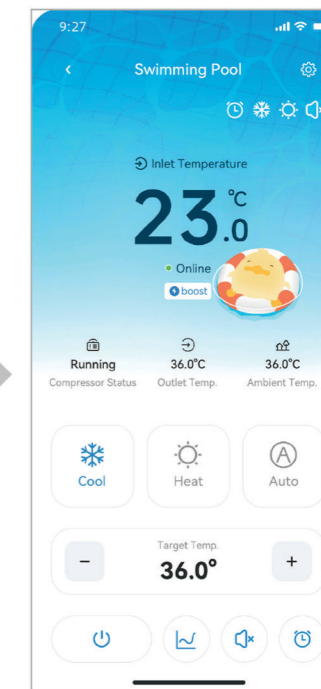 9:27
Swimming Pool
Inlet Temperature
23.0 °C
Online
boost
Running
36.0°C
36.0°C
Compressor Status
Outlet Temp.
Ambient Temp.
Cool
Heat
A
Auto
Target Temp.
−
36.0°
+